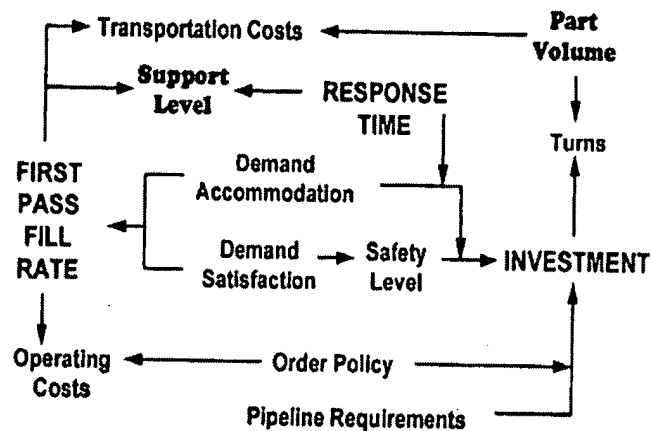 Transportation Costs
Part
Volume
Support
Level
RESPONSE
TIME
Turns
FIRST
PASS
FILL
RATE
Demand
Accommodation
Demand
Satisfaction
Safety
Level
INVESTMENT
Operating
Costs
Order Policy
Pipeline Requirements